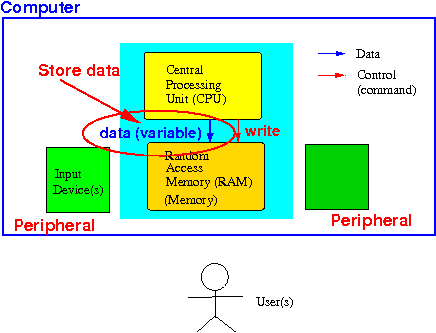 Computer
Store data
Central
Processing
Unit (CPU)
Data
Control
(command)
data (variable)
write
Random
Access
Memory (RAM)
(Memory)
Input
Device(s)
Peripheral
Peripheral
User(s)